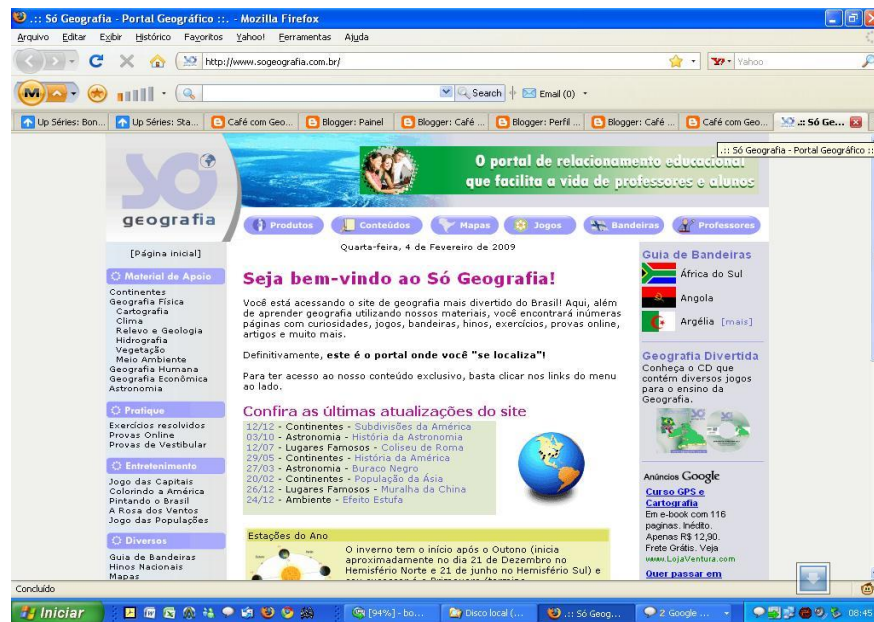 .:: Só Geografia - Portal Geográfico ::. - Mozilla Firefox
Arquivo Editar Exibir Histórico Favoritos Yahoo! Ferramentas Ajuda
http://www.sogeografia.com.br/
Yahoo
M
Search
Email (0)
Up Séries: Bon...
Up Séries: Sta...
Café com Geo...
Blogger: Painel
Blogger: Café ...
Blogger: Perfil ...
Blogger: Café ...
Café com Geo...
.:: Só Ge...
.:: Só Geografia - Portal Geográfico ::
SÓ
geografia
O portal de relacionamento educacional
que facilita a vida de professores e alunos
Produtos
Conteúdos
Mapas
Jogos
Bandeiras
Professores
[Página inicial]
Material de Apoio
Continentes
Geografia Física
Cartografia
Clima
Relevo e Geologia
Hidrografia
Vegetação
Meio Ambiente
Geografia Humana
Geografia Econômica
Astronomia
Pratique
Exercícios resolvidos
Provas Online
Provas de Vestibular
Entretenimento
Jogo das Capitais
Colorindo a América
Pintando o Brasil
A Rosa dos Ventos
Jogo das Populações
Diversos
Guia de Bandeiras
Hinos Nacionais
Mapas
Quarta-feira, 4 de Fevereiro de 2009
Seja bem-vindo ao Só Geografia!
Você está acessando o site de geografia mais divertido do Brasil! Aqui, além
de aprender geografia utilizando nossos materiais, você encontrará inúmeras
páginas com curiosidades, jogos, bandeiras, hinos, exercícios, provas online,
artigos e muito mais.
Definitivamente, este é o portal onde você "se localiza"!
Para ter acesso ao nosso conteúdo exclusivo, basta clicar nos links do menu
ao lado.
Confira as últimas atualizações do site
12/12 - Continentes - Subdivisões da América
03/10 - Astronomia - História da Astronomia
12/07 - Lugares Famosos - Coliseu de Roma
29/05 - Continentes - História da América
27/03 - Astronomia - Buraco Negro
20/02 - Continentes - População da Ásia
26/12 - Lugares Famosos - Muralha da China
24/12 - Ambiente - Efeito Estufa
Estações do Ano
O inverno tem o início após o Outono (inicia
aproximadamente no dia 21 de Dezembro no
Hemisfério Norte e 21 de junho no Hemisfério Sul) e
Guia de Bandeiras
África do Sul
Angola
Argélia [mais]
Geografia Divertida
Conheça o CD que
contém diversos jogos
para o ensino da
Geografia.
Anúncios Google
Curso GPS e
Cartografia
Em e-book com 116
paginas. Inédito.
Apenas R$ 12,90.
Frete Grátis. Veja
www.LojaVentura.com
Quer passar em
Concluído
Iniciar
[94%] - bo...
Disco local (...
.:: Só Geog...
2 Google ...
08:45